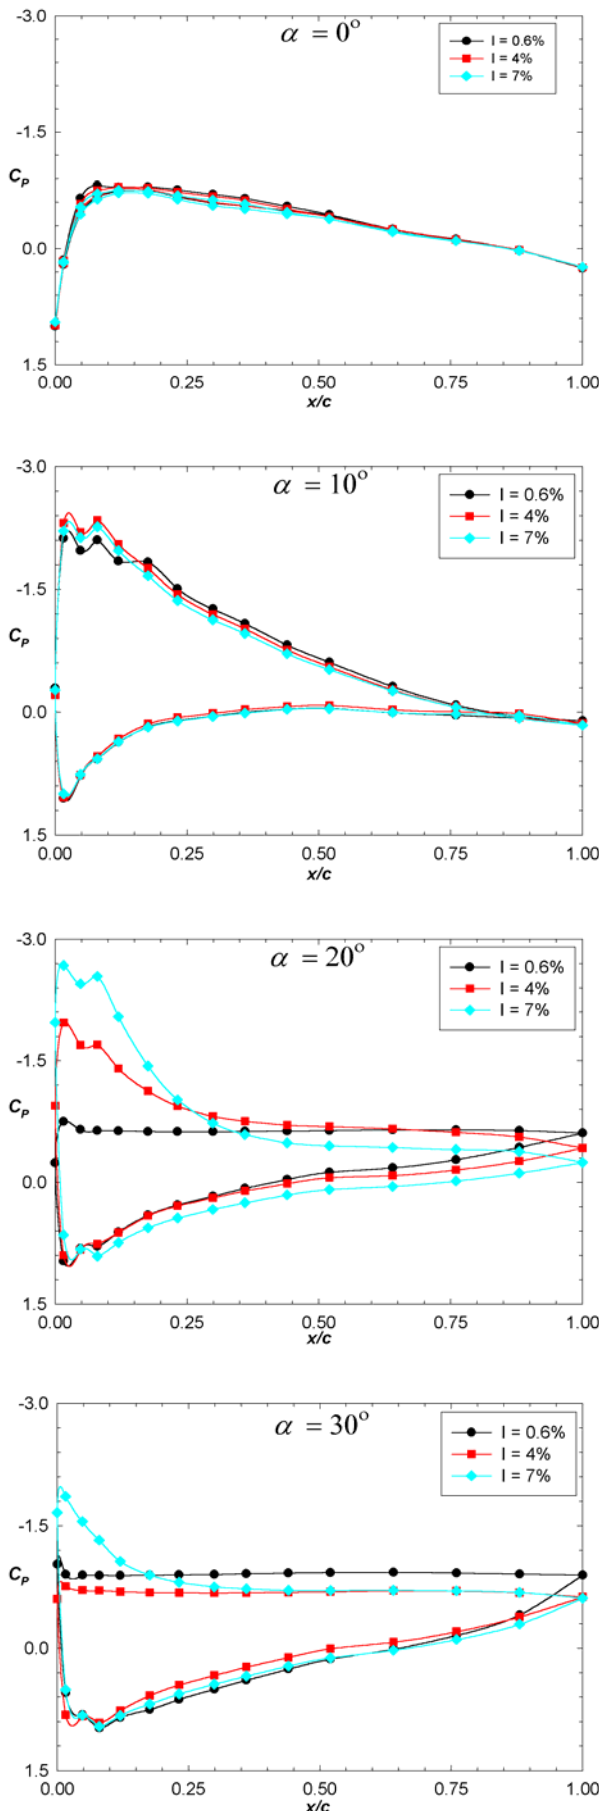 α = 0°
-3.0
I = 0.6%
I = 4%
I = 7%
-1.5
C_P
0.0
1.5
0.00 0.25 0.50 0.75 1.00
x/c
α = 10°
-3.0
I = 0.6%
I = 4%
I = 7%
-1.5
C_P
0.0
1.5
0.00 0.25 0.50 0.75 1.00
x/c
α = 20°
-3.0
I = 0.6%
I = 4%
I = 7%
-1.5
C_P
0.0
1.5
0.00 0.25 0.50 0.75 1.00
x/c
α = 30°
-3.0
I = 0.6%
I = 4%
I = 7%
-1.5
C_P
0.0
1.5
0.00 0.25 0.50 0.75 1.00
x/c